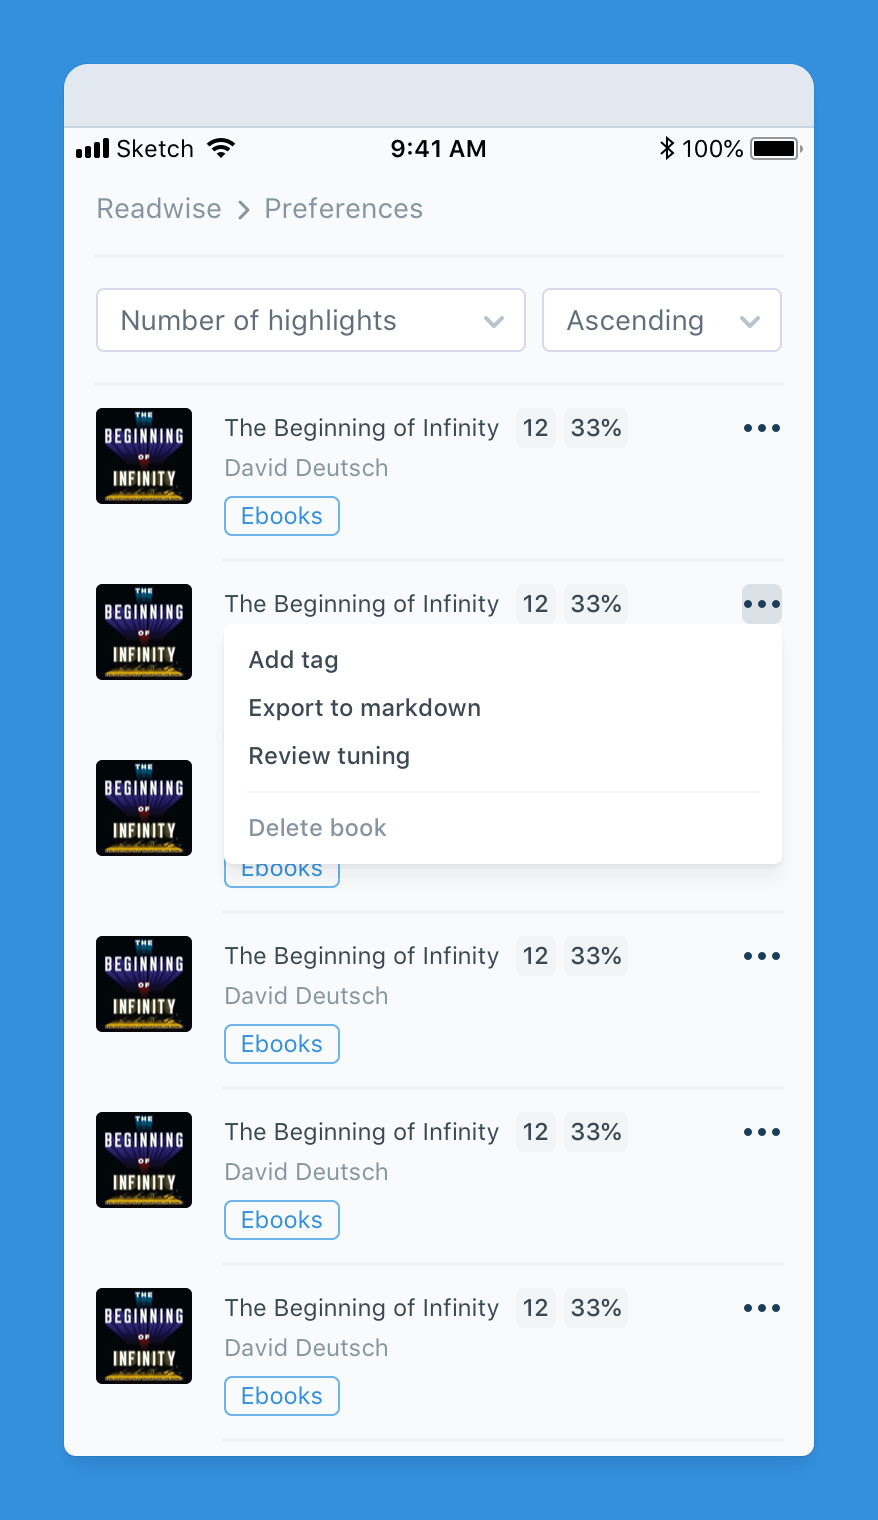 Sketch 9:41 AM 100%
Readwise > Preferences
Number of highlights Ascending
THE
BEGINNING
OF
INFINITY
The Beginning of Infinity 12 33%
David Deutsch
Ebooks
THE
BEGINNING
OF
INFINITY
The Beginning of Infinity 12 33%
Add tag
Export to markdown
Review tuning
Delete book
THE
BEGINNING
OF
INFINITY
Ebooks
THE
BEGINNING
OF
INFINITY
The Beginning of Infinity 12 33%
David Deutsch
Ebooks
THE
BEGINNING
OF
INFINITY
The Beginning of Infinity 12 33%
David Deutsch
Ebooks
THE
BEGINNING
OF
INFINITY
The Beginning of Infinity 12 33%
David Deutsch
Ebooks